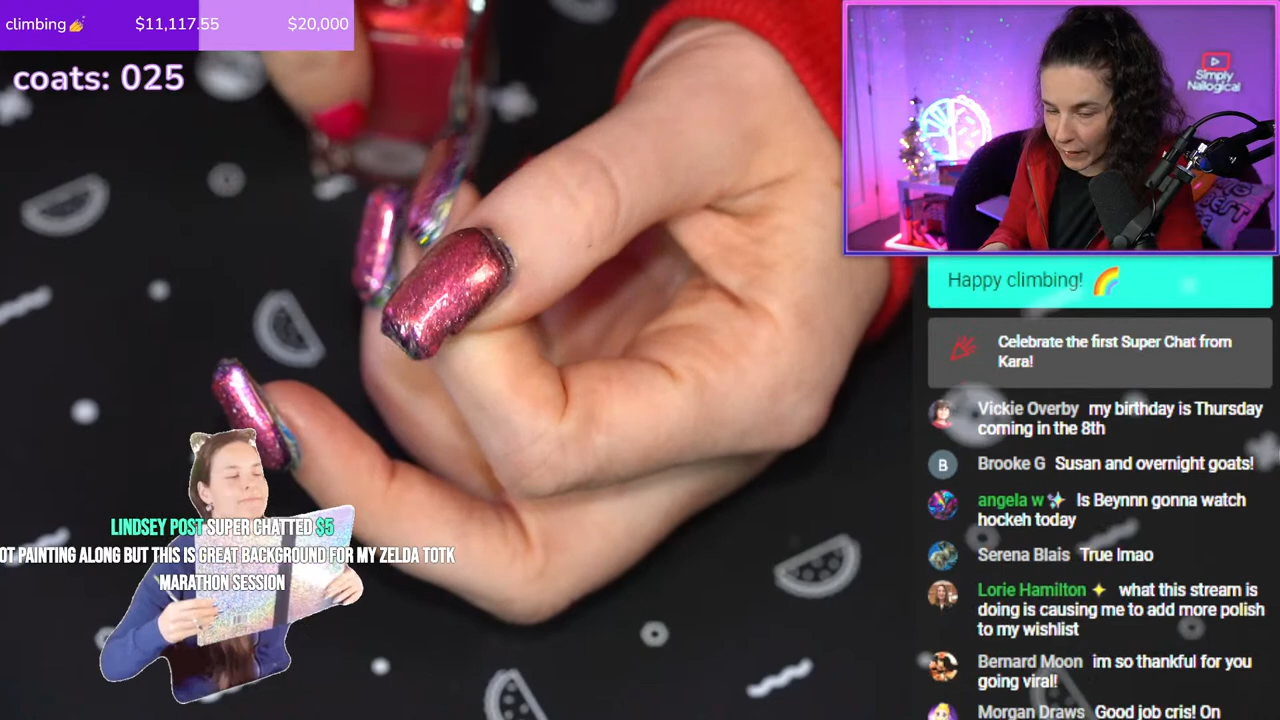 climbing💅 $11,117.55 $20,000
coats: 025
Simply
Nailogical
Happy climbing! 🌈
Celebrate the first Super Chat from
Kara!
Vickie Overby my birthday is Thursday
coming in the 8th
B Brooke G Susan and overnight goats!
angela w Is Beynnn gonna watch
hockeh today
Serena Blais True lmao
Lorie Hamilton what this stream is
doing is causing me to add more polish
to my wishlist
Bernard Moon im so thankful for you
going viral!
Morgan Draws Good job cris! On
LINDSEY POST SUPER CHATTED $5
OT PAINTING ALONG BUT THIS IS GREAT BACKGROUND FOR MY ZELDA TOTK
MARATHON SESSION